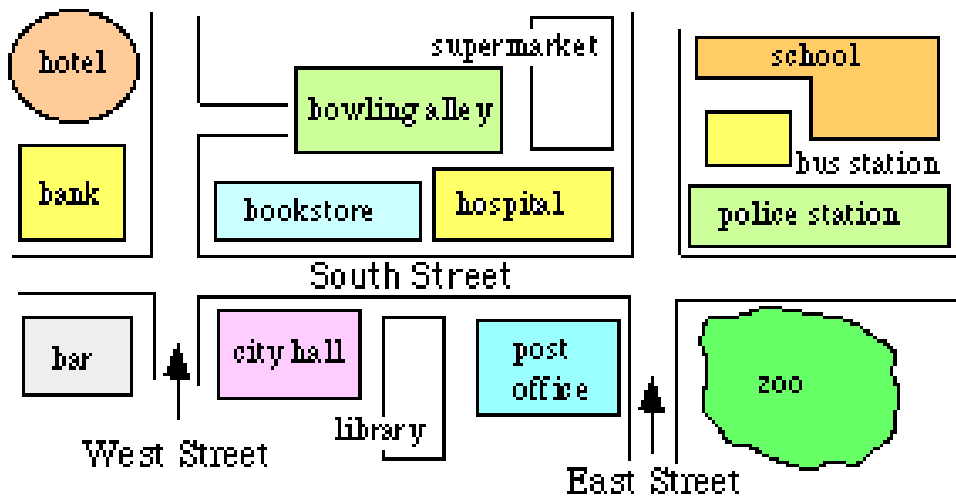 hotel
supermarket
school
bowling alley
bus station
bank
bookstore
hospital
police station
South Street
bar
city hall
post
office
zoo
library
West Street
East Street